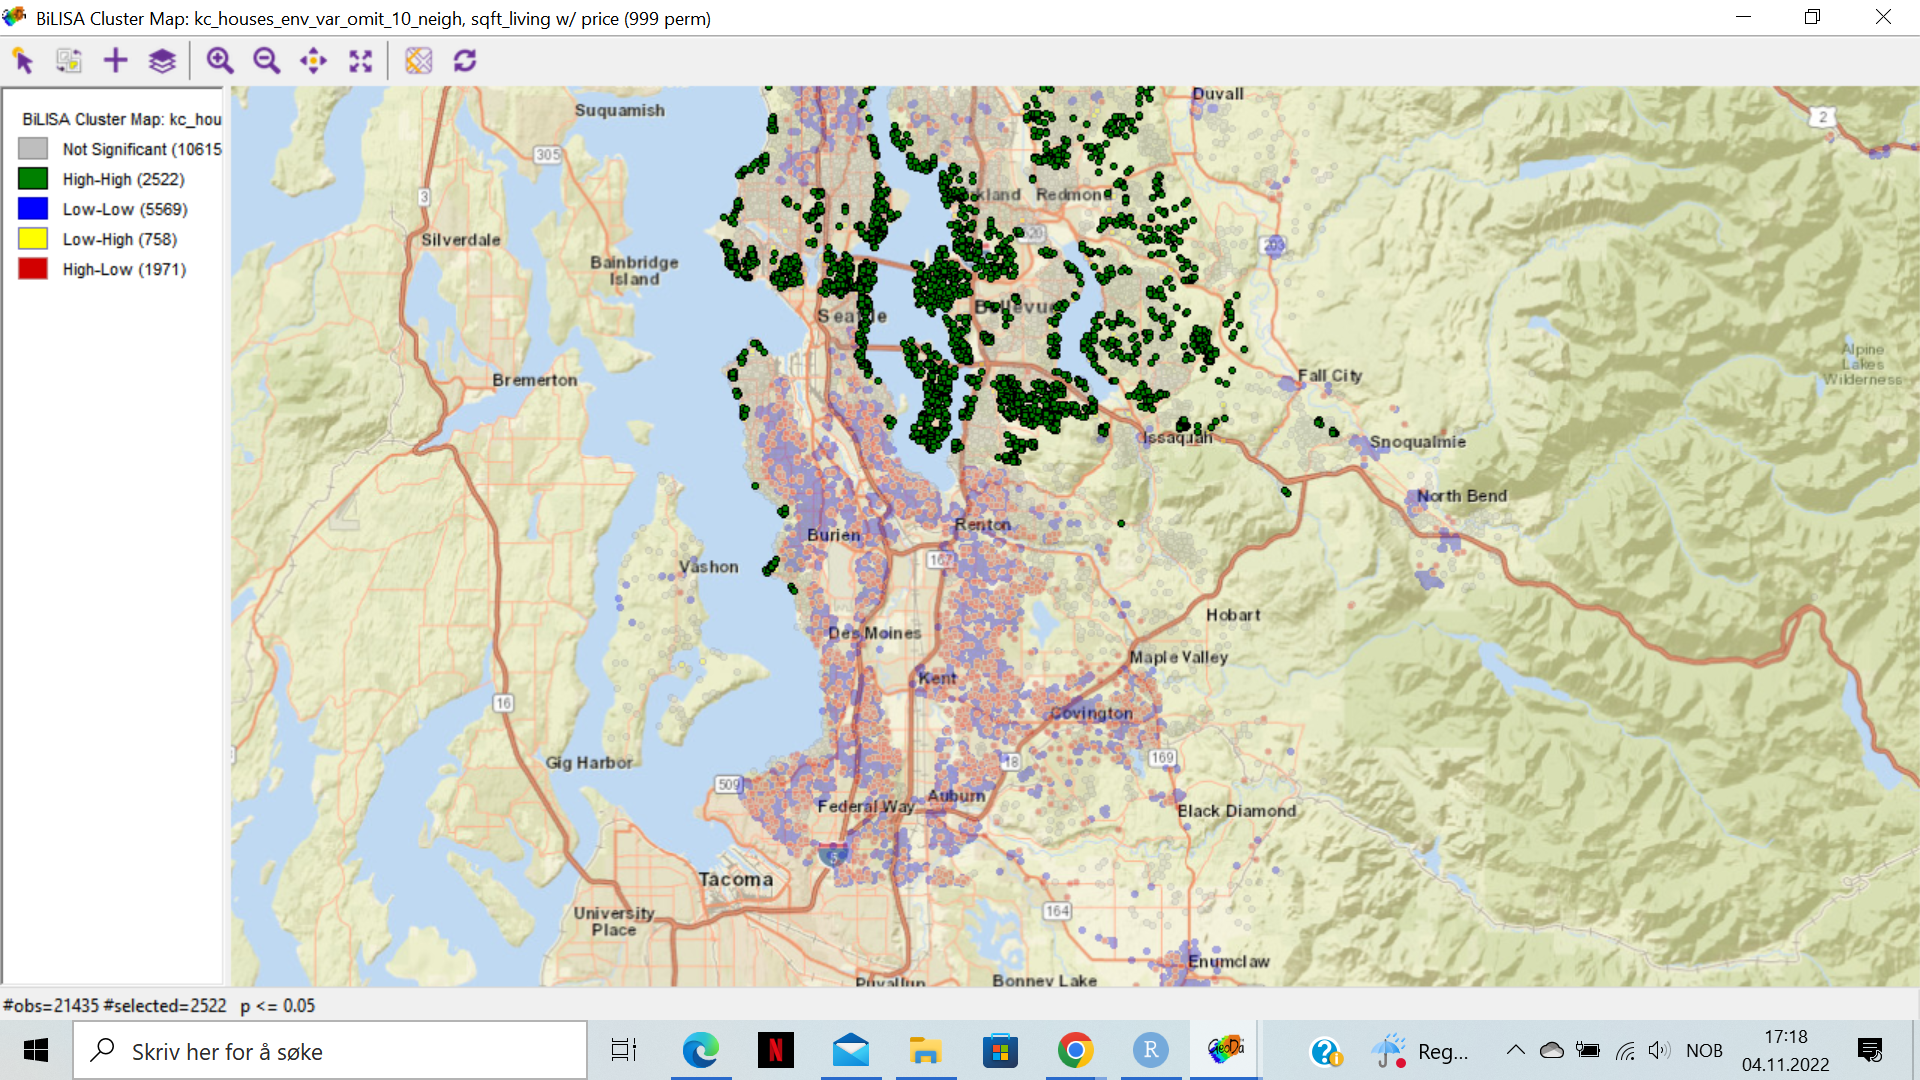 BiLISA Cluster Map: kc_houses_env_var_omit_10_neigh, sqft_living w/ price (999 perm)
BiLISA Cluster Map: kc_hou
Not Significant (10615
High-High (2522)
Low-Low (5569)
Low-High (758)
High-Low (1971)
Duvall
Suquamish
2
305
3
Redmond
Silverdale
520
203
Bainbridge
Island
Seattle
Bellevue
Alpine
Lakes
Wilderness
Bremerton
Fall City
Issaquah
Snoqualmie
North Bend
Renton
Burien
167
Vashon
Hobart
Des Moines
Maple Valley
Kent
16
Covington
Gig Harbor
18
169
509
Auburn
Federal Way
Black Diamond
5
Tacoma
164
University
Place
Enumclaw
Puyallup
Bonney Lake
#obs=21435 #selected=2522 p <= 0.05
Skriv her for å søke
N
R
GeoDa
?
Reg...
NOB
17:18
04.11.2022